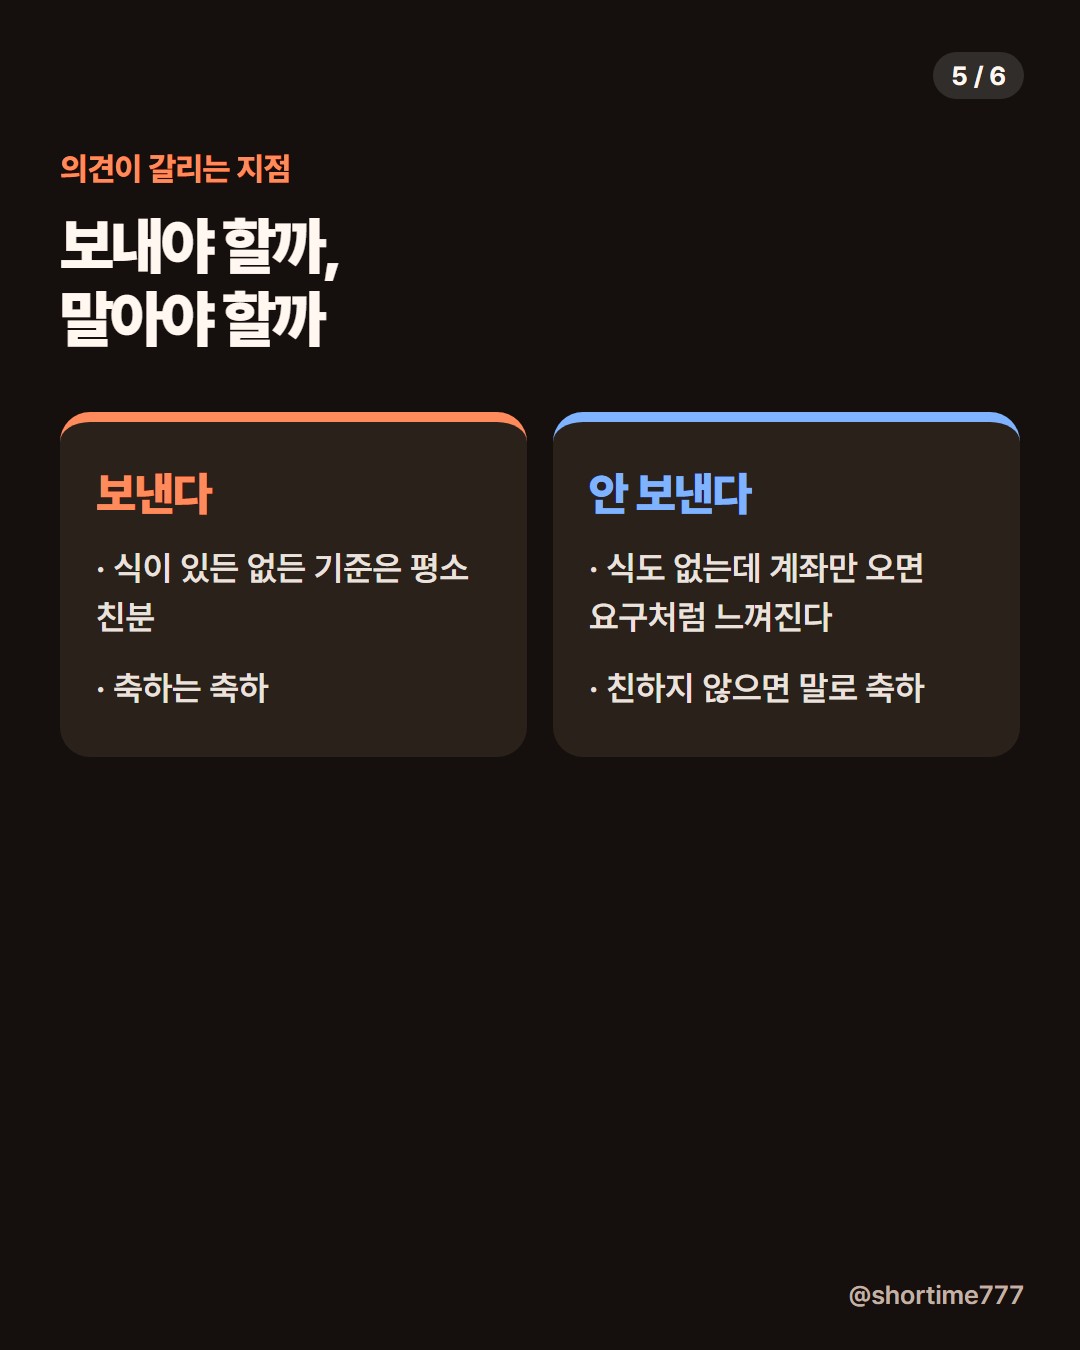 5 / 6
의견이 갈리는 지점
보내야 할까,
말아야 할까
보낸다
· 식이 있든 없든 기준은 평소
친분
· 축하는 축하
안 보낸다
· 식도 없는데 계좌만 오면
요구처럼 느껴진다
· 친하지 않으면 말로 축하
@shortime777